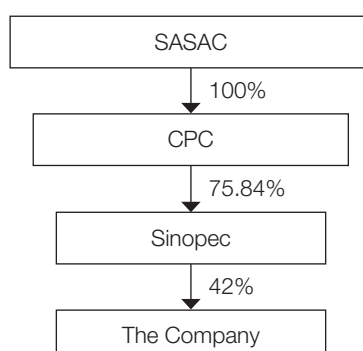 SASAC
100%
CPC
75.84%
Sinopec
42%
The Company